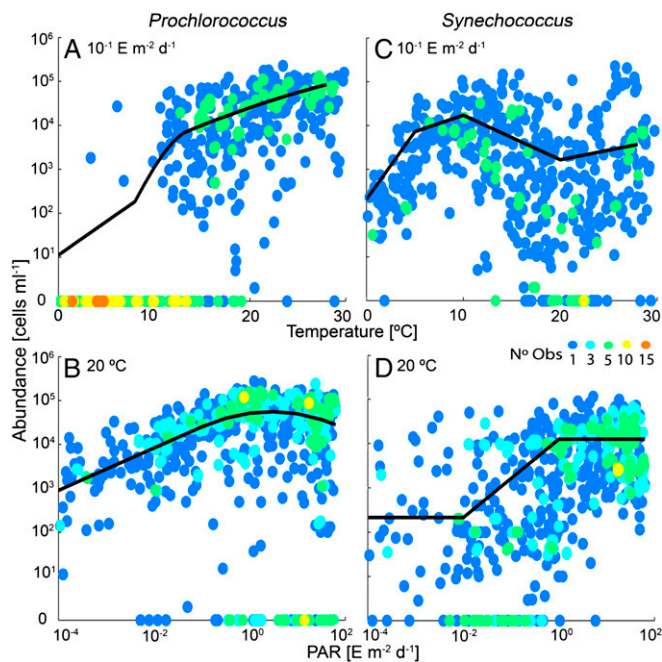 Prochlorococcus Synechococcus
A 10⁻¹ E m⁻² d⁻¹
C 10⁻¹ E m⁻² d⁻¹
10⁶
10⁵
10⁴
10³
10²
10¹
0
0 10 20 30
0 10 20 30
Temperature [ºC]
Abundance [cells ml⁻¹]
Nº Obs
1 3 5 10 15
B 20 ºC
D 20 ºC
10⁶
10⁵
10⁴
10³
10²
10¹
0
10⁻⁴ 10⁻² 10⁰ 10²
10⁻⁴ 10⁻² 10⁰ 10²
PAR [E m⁻² d⁻¹]